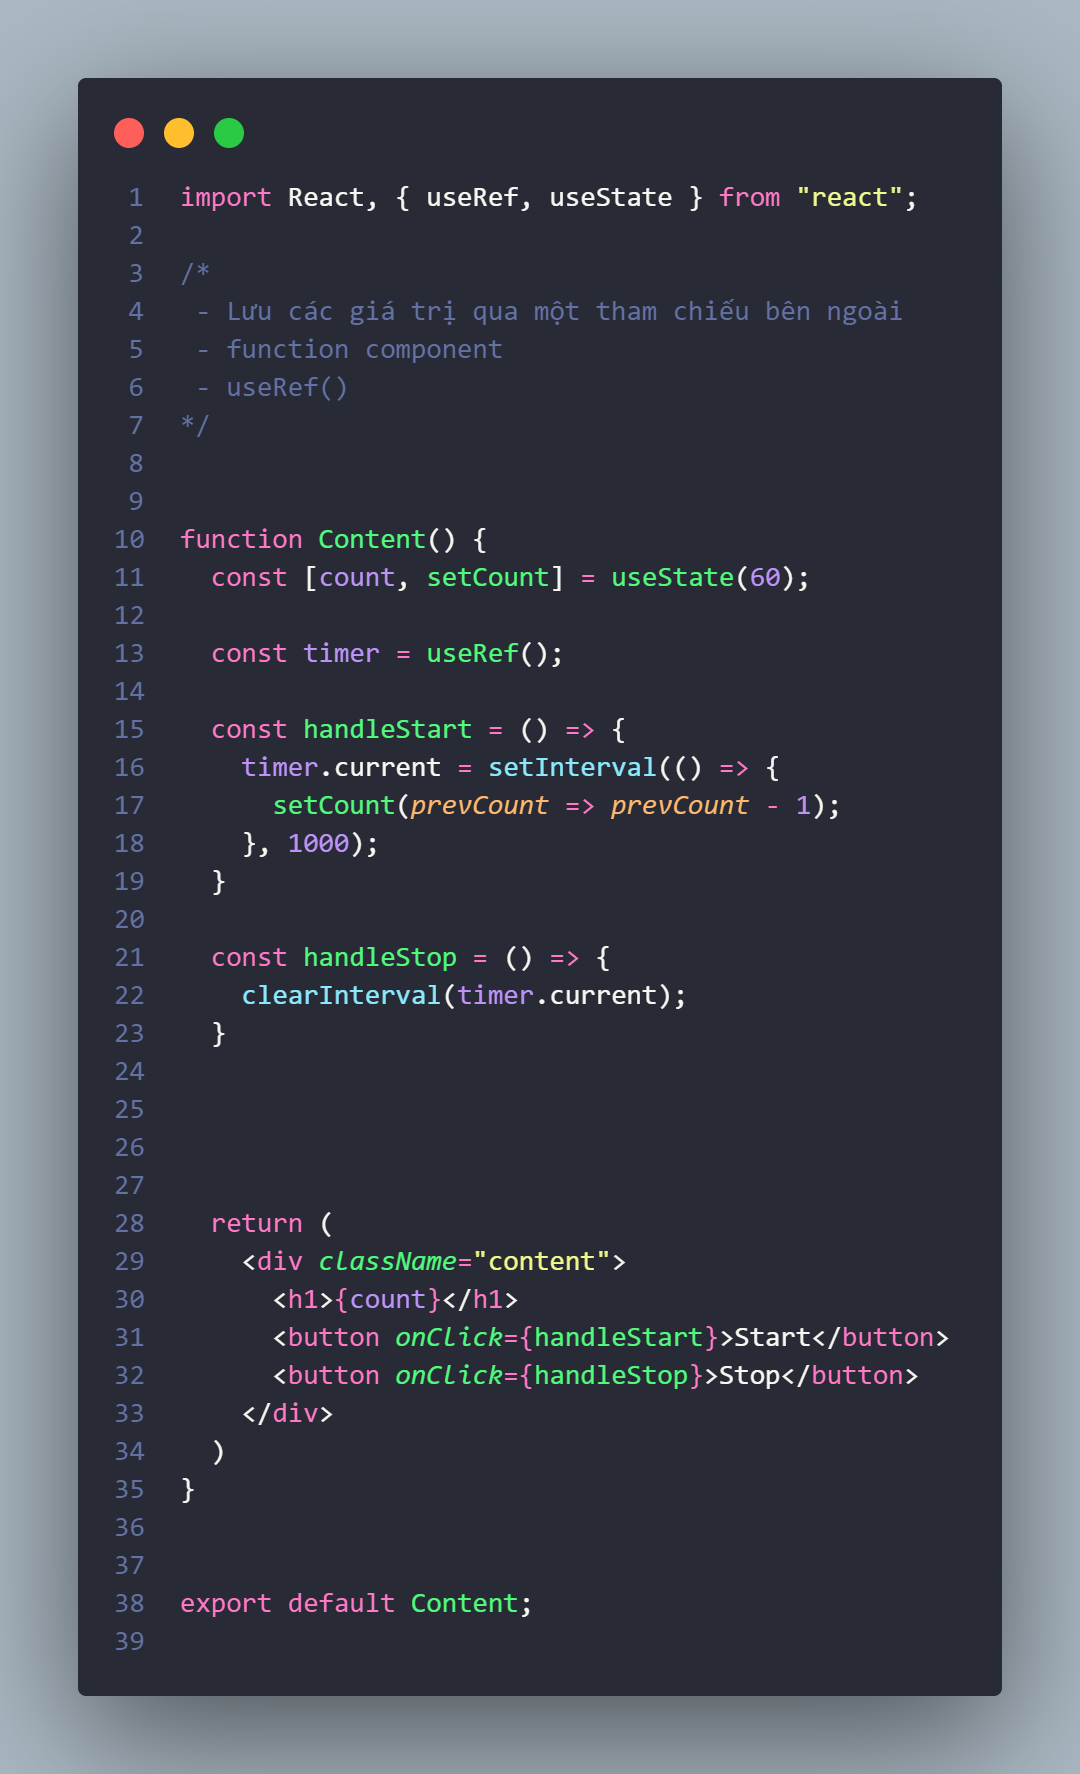 1 import React, { useRef, useState } from "react";
2
3 /*
4 - Lưu các giá trị qua một tham chiếu bên ngoài
5 - function component
6 - useRef()
7 */
8
9
10 function Content() {
11 const [count, setCount] = useState(60);
12
13 const timer = useRef();
14
15 const handleStart = () => {
16 timer.current = setInterval(() => {
17 setCount(prevCount => prevCount - 1);
18 }, 1000);
19 }
20
21 const handleStop = () => {
22 clearInterval(timer.current);
23 }
24
25
26
27
28 return (
29 <div className="content">
30 <h1>{count}</h1>
31 <button onClick={handleStart}>Start</button>
32 <button onClick={handleStop}>Stop</button>
33 </div>
34 )
35 }
36
37
38 export default Content;
39